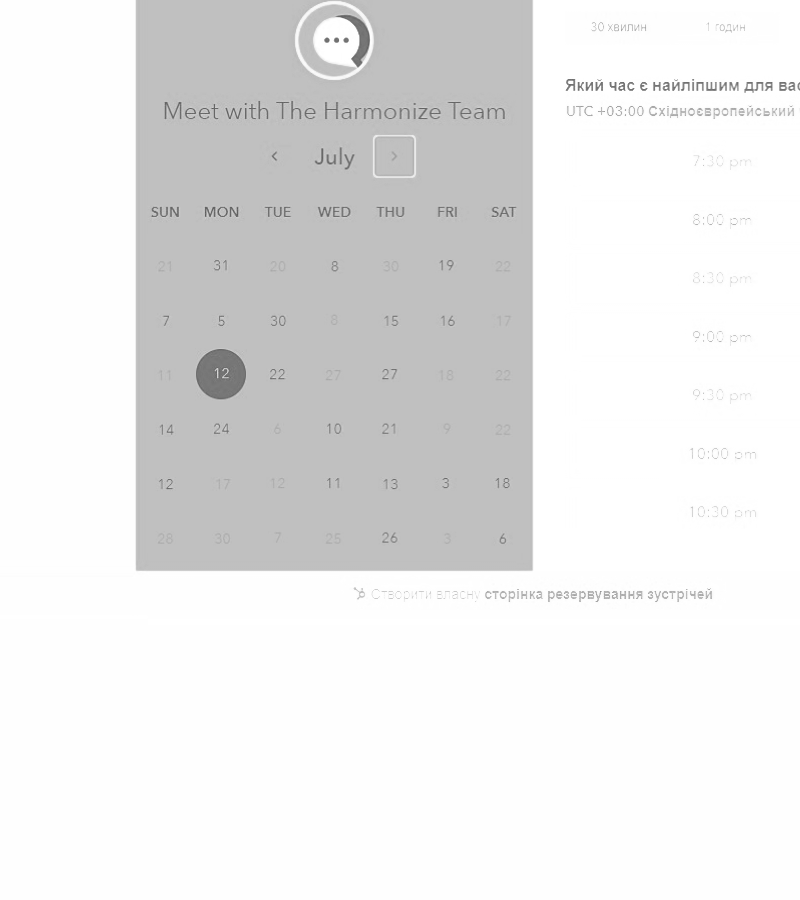 Meet with The Harmonize Team
July
SUN MON TUE WED THU FRI SAT
21 31 20 8 30 19 22
7 5 30 8 15 16 17
11 12 22 27 27 18 22
14 24 6 10 21 9 22
12 17 12 11 13 3 18
28 30 7 25 26 3 6
30 хвилин 1 годин
Який час є найліпшим для вас
UTC +03:00 Східноєвропейський
7:30 pm
8:00 pm
8:30 pm
9:00 pm
9:30 pm
10:00 pm
10:30 pm
Створити власну сторінка резервування зустрічей